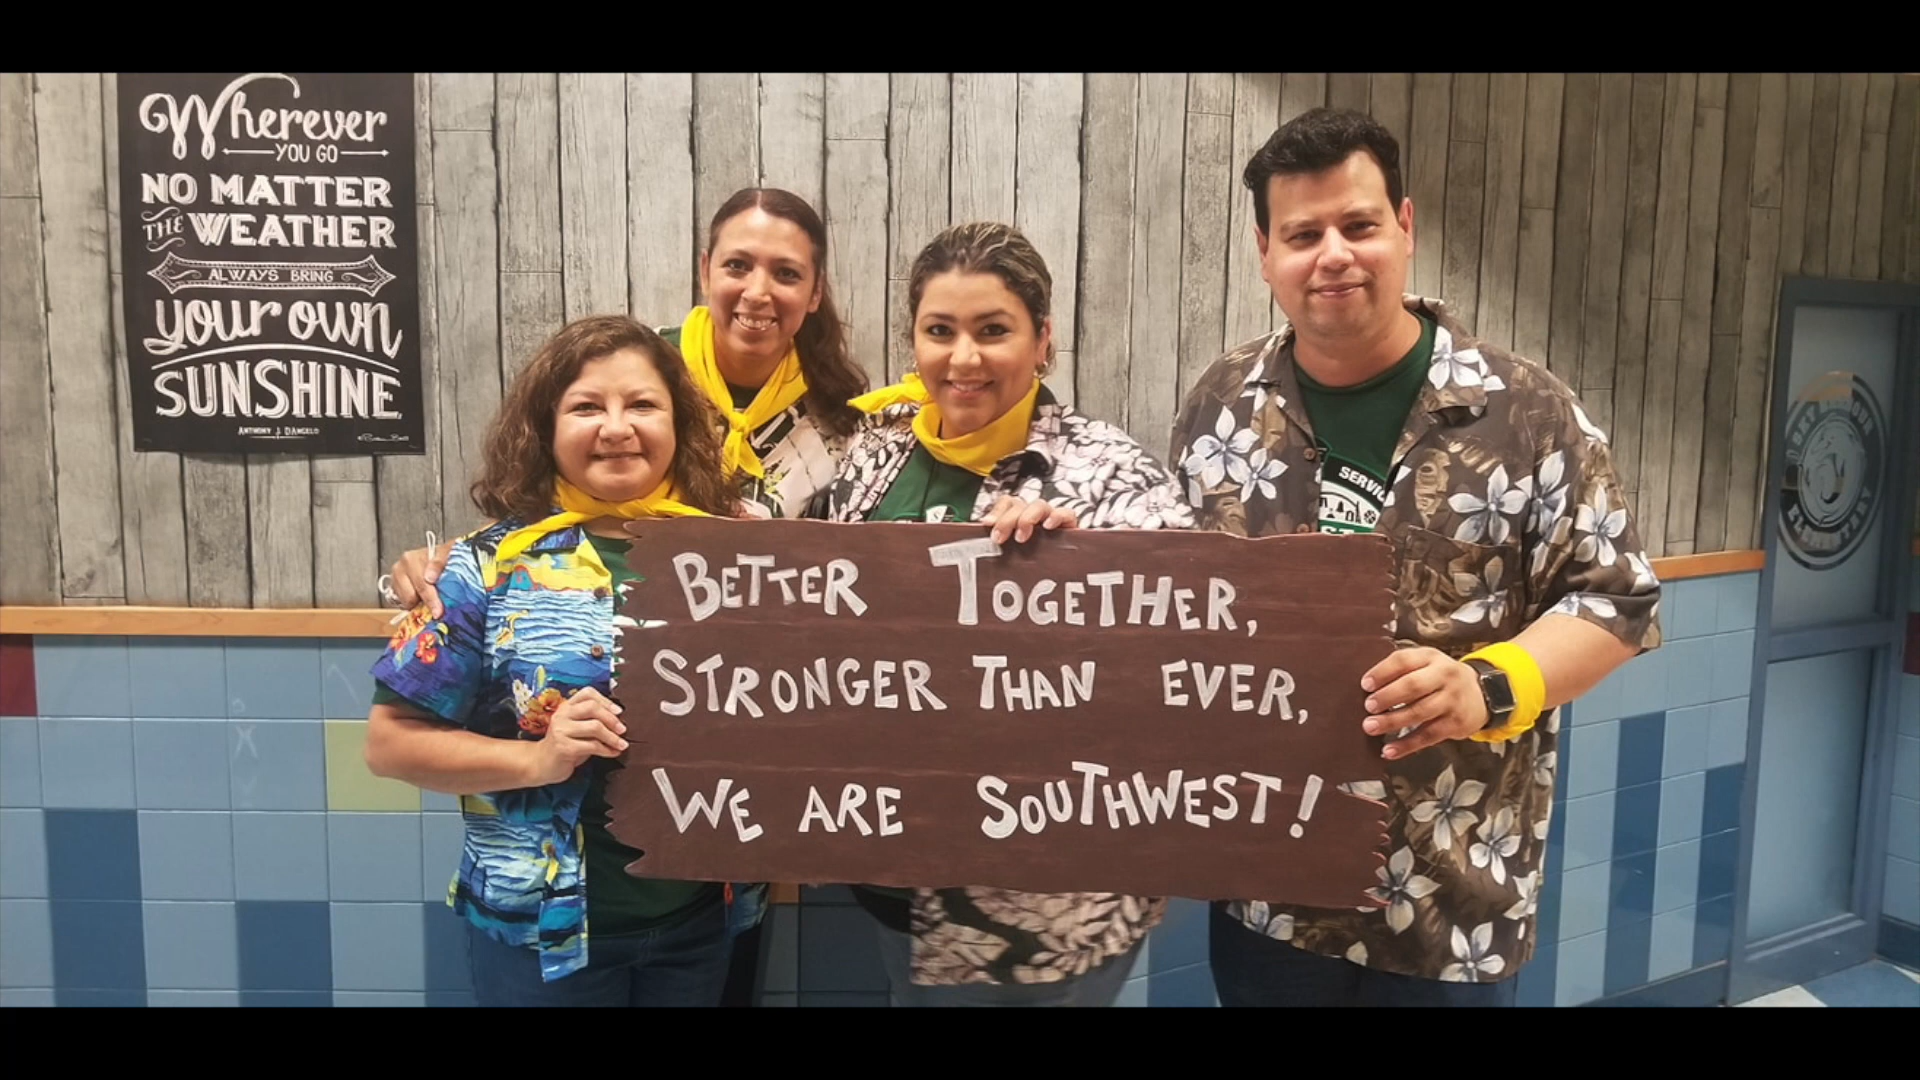 Wherever
YOU GO
NO MATTER
THE WEATHER
ALWAYS BRING
your own
SUNSHINE.
ANTHONY J. DANGELO
BETTER TOGETHER,
STRONGER THAN EVER,
WE ARE SOUTHWEST!
SERVIC